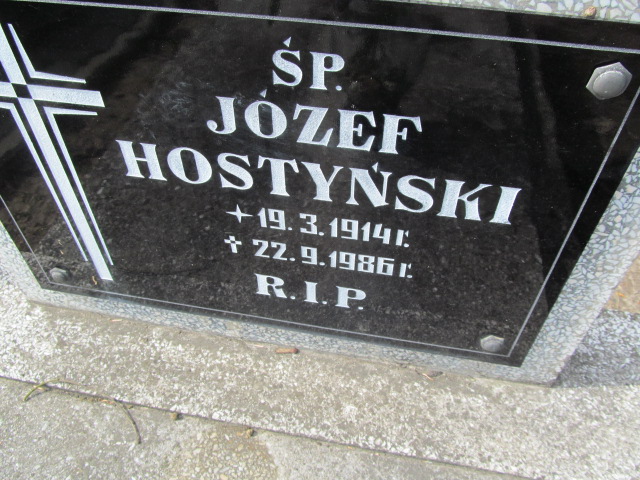 ŚP.
JÓZEF
HOSTYŃSKI
19.3.1914r.
✝ 22.9.1986r.
R.I.P.